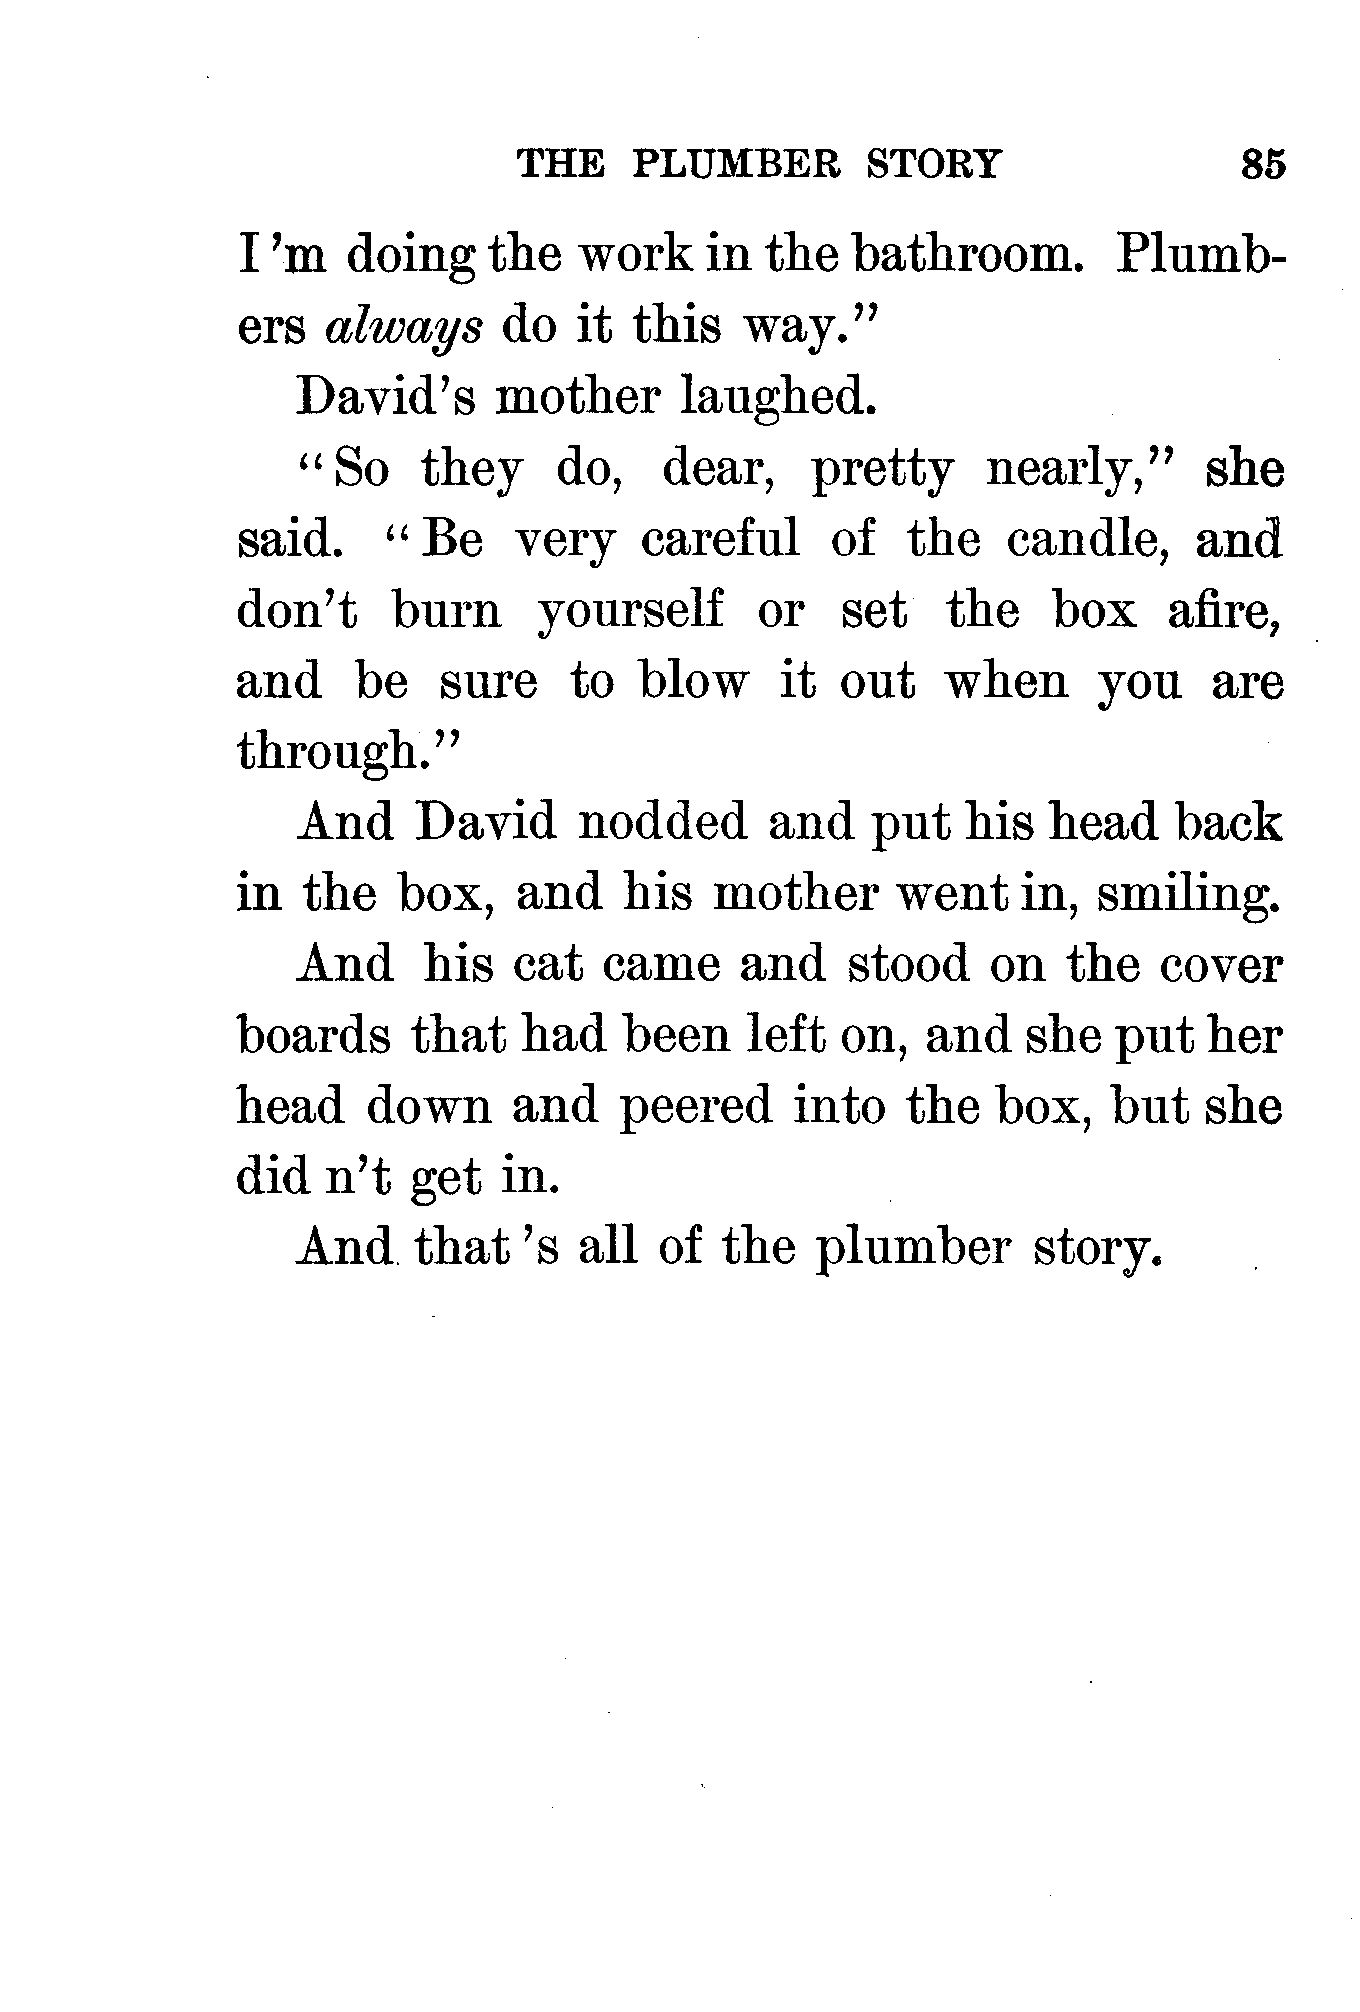 THE PLUMBER STORY 85
I 'm doing the work in the bathroom. Plumb-
ers always do it this way."
David's mother laughed.
"So they do, dear, pretty nearly," she
said. "Be very careful of the candle, and
don't burn yourself or set the box afire,
and be sure to blow it out when you are
through."
And David nodded and put his head back
in the box, and his mother went in, smiling.
And his cat came and stood on the cover
boards that had been left on, and she put her
head down and peered into the box, but she
did n't get in.
And that 's all of the plumber story.